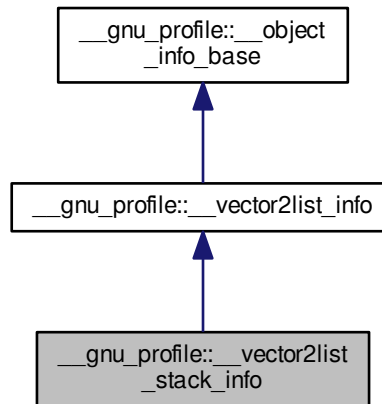 __gnu_profile::__object
_info_base
__gnu_profile::__vector2list_info
__gnu_profile::__vector2list
_stack_info